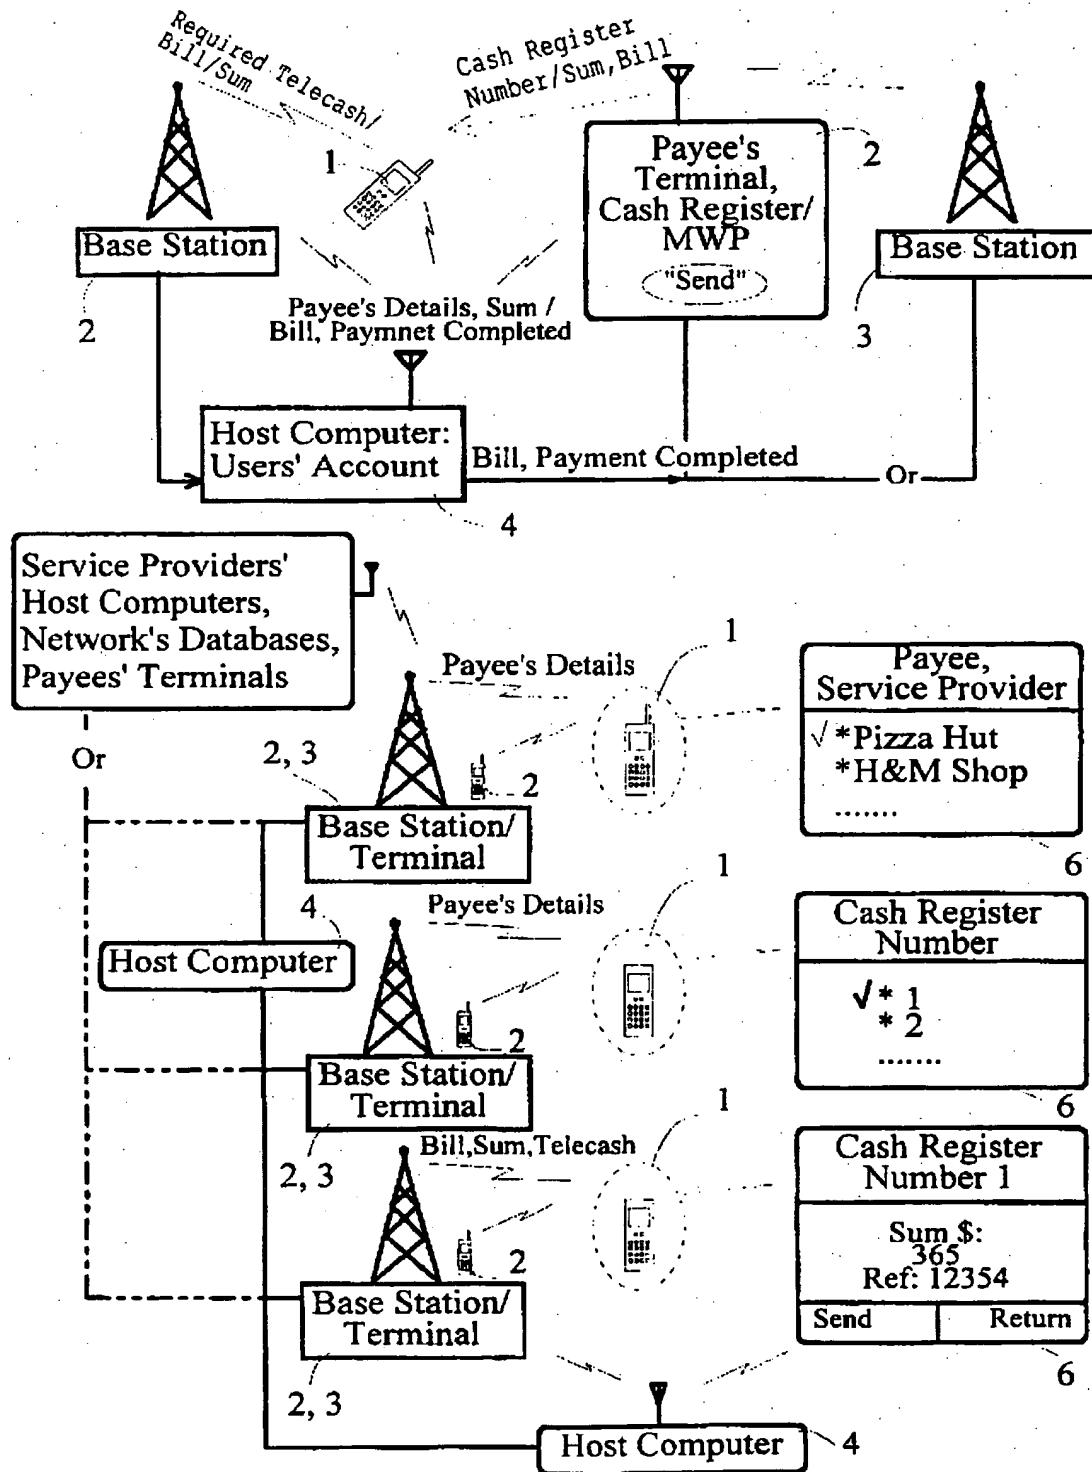 Required Telecash/
Bill/Sum
Cash Register
Number/Sum,Bill
1
Payee's
Terminal,
Cash Register/
MWP
"Send"
2
Base Station
2
Base Station
3
Payee's Details, Sum /
Bill, Paymnet Completed
Host Computer:
Users' Account
4
Bill, Payment Completed
Or
Service Providers'
Host Computers,
Network's Databases,
Payees' Terminals
Or
Payee's Details
1
2, 3
2
Base Station/
Terminal
Payee,
Service Provider
√ *Pizza Hut
*H&M Shop
.......
6
4
Host Computer
Payee's Details
1
2
Base Station/
Terminal
2, 3
Cash Register
Number
√* 1
* 2
.......
6
Bill,Sum,Telecash
1
2
Base Station/
Terminal
2, 3
Cash Register
Number 1
Sum $:
365
Ref: 12354
Send Return
6
Host Computer
4